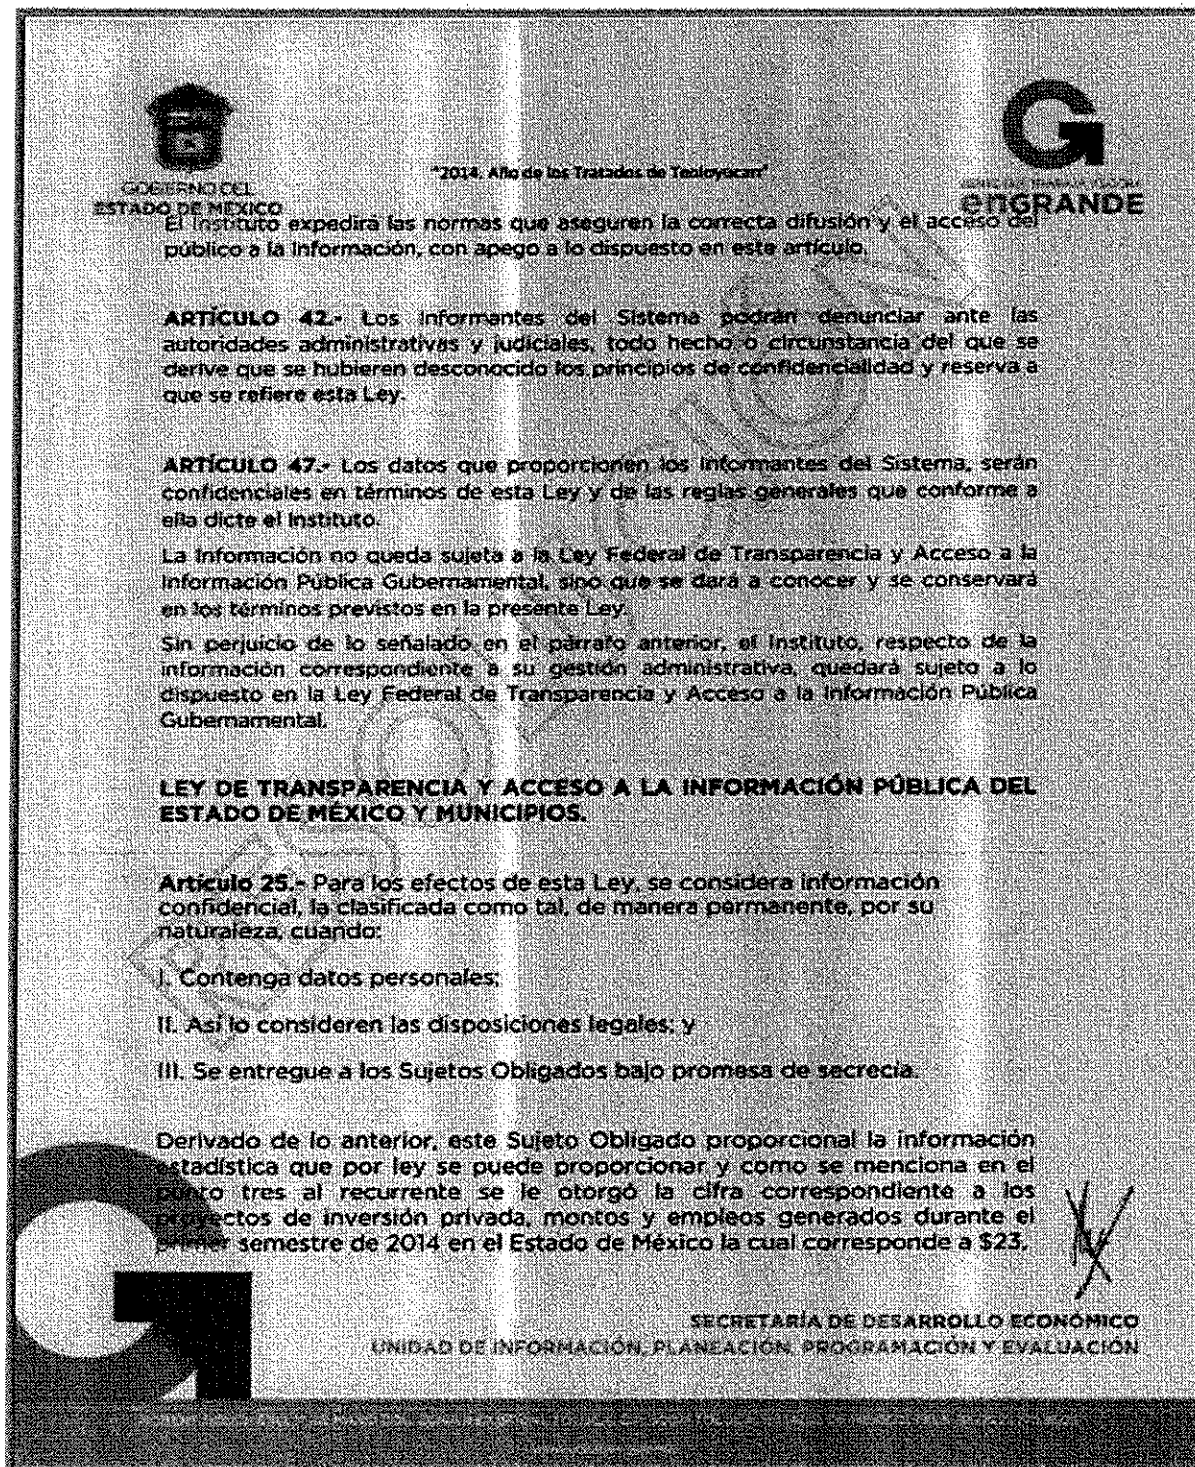 GOBIERNO DEL
ESTADO DE MÉXICO
"2014. Año de los Tratados de Teoloyucan"
GENTE QUE TRABAJA Y LOGRA
enGRANDE
El Instituto expedirá las normas que aseguren la correcta difusión y el acceso del
público a la información, con apego a lo dispuesto en este artículo.
ARTÍCULO 42.- Los Informantes del Sistema podrán denunciar ante las
autoridades administrativas y judiciales, todo hecho o circunstancia del que se
derive que se hubieren desconocido los principios de confidencialidad y reserva a
que se refiere esta Ley.
ARTÍCULO 47.- Los datos que proporcionen los Informantes del Sistema, serán
confidenciales en términos de esta Ley y de las reglas generales que conforme a
ella dicte el Instituto.
La Información no queda sujeta a la Ley Federal de Transparencia y Acceso a la
Información Pública Gubernamental, sino que se dará a conocer y se conservará
en los términos previstos en la presente Ley.
Sin perjuicio de lo señalado en el párrafo anterior, el Instituto, respecto de la
información correspondiente a su gestión administrativa, quedará sujeto a lo
dispuesto en la Ley Federal de Transparencia y Acceso a la Información Pública
Gubernamental.
LEY DE TRANSPARENCIA Y ACCESO A LA INFORMACIÓN PÚBLICA DEL
ESTADO DE MÉXICO Y MUNICIPIOS.
Artículo 25.- Para los efectos de esta Ley, se considera información
confidencial, la clasificada como tal, de manera permanente, por su
naturaleza, cuando:
I. Contenga datos personales;
II. Así lo consideren las disposiciones legales; y
III. Se entregue a los Sujetos Obligados bajo promesa de secrecía.
Derivado de lo anterior, este Sujeto Obligado proporcional la información
estadística que por ley se puede proporcionar y como se menciona en el
punto tres al recurrente se le otorgó la cifra correspondiente a los
proyectos de inversión privada, montos y empleos generados durante el
primer semestre de 2014 en el Estado de México la cual corresponde a $23,
SECRETARÍA DE DESARROLLO ECONÓMICO
UNIDAD DE INFORMACIÓN, PLANEACIÓN, PROGRAMACIÓN Y EVALUACIÓN
RESOLUCIÓN